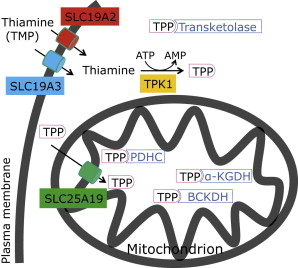 SLC19A2
Thiamine
(TMP)
TPP Transketolase
ATP AMP
SLC19A3
Thiamine
TPP
TPK1
TPP
TPP PDHC
TPP
TPP α-KGDH
SLC25A19
TPP BCKDH
Mitochondrion
Plasma membrane